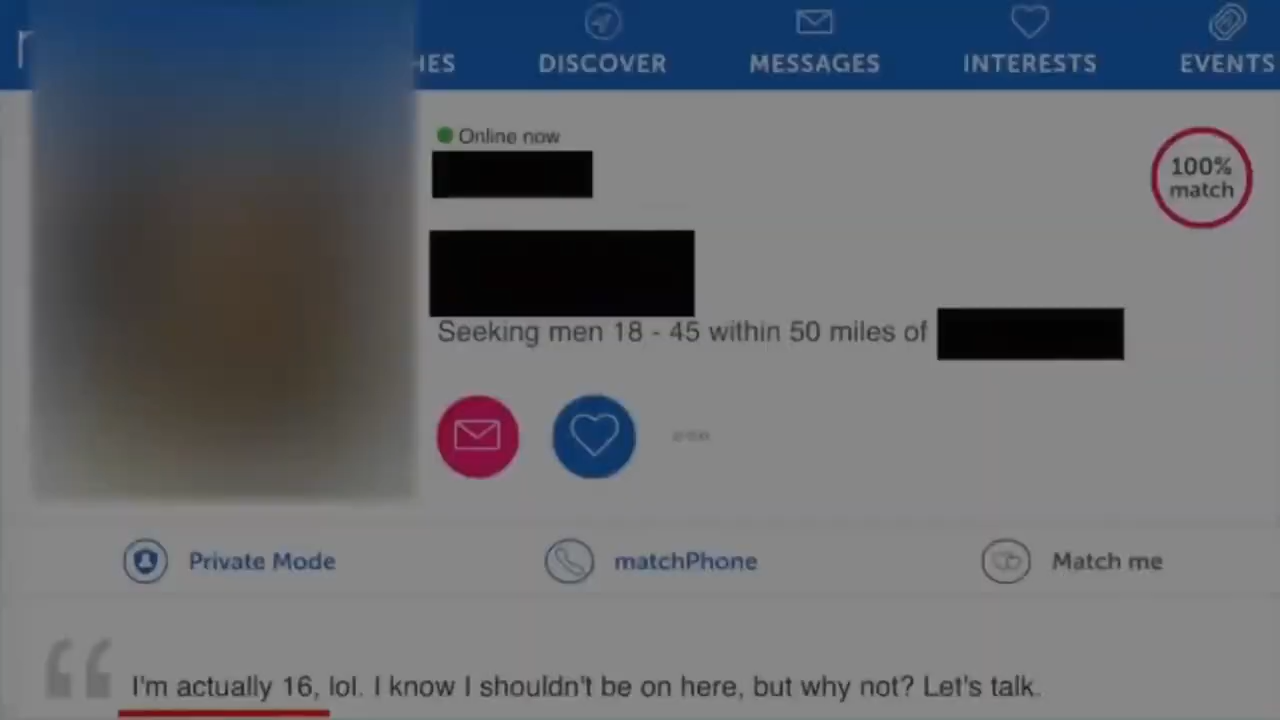 HES
DISCOVER
MESSAGES
INTERESTS
EVENTS
Online now
100%
match
Seeking men 18 - 45 within 50 miles of
Private Mode
matchPhone
Match me
“
I'm actually 16, lol. I know I shouldn't be on here, but why not? Let's talk.